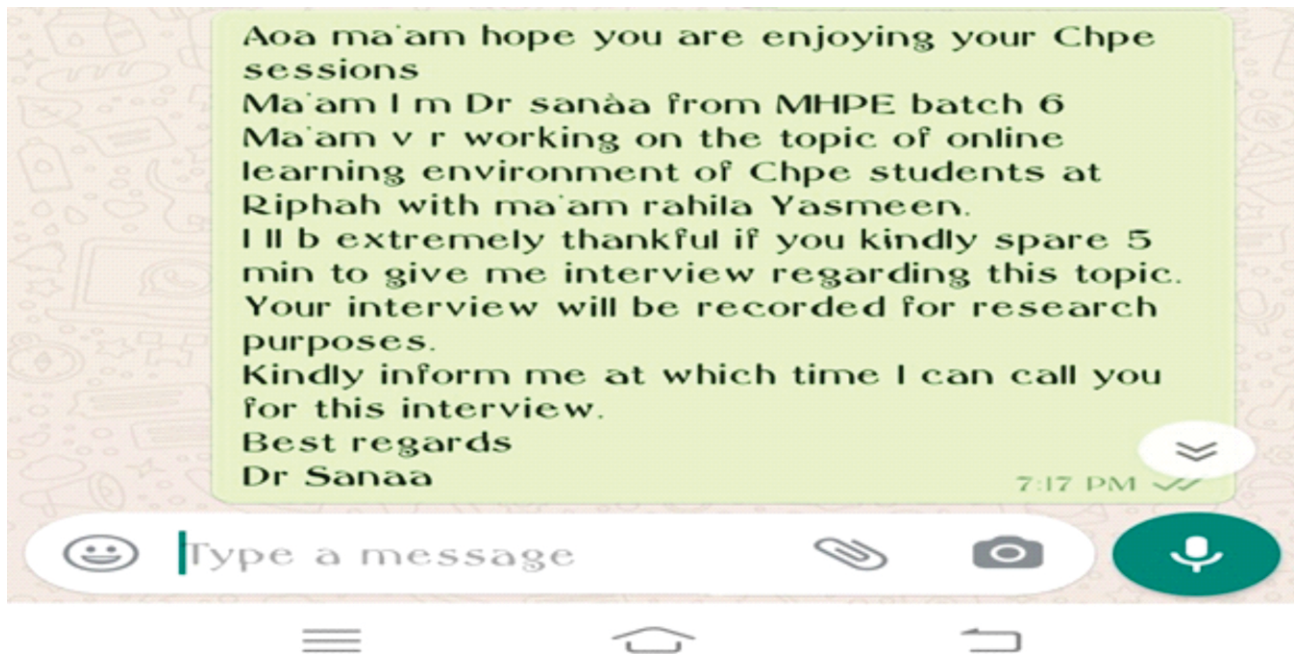 Aoa ma'am hope you are enjoying your Chpe
sessions
Ma'am I m Dr sanàa from MHPE batch 6
Ma'am v r working on the topic of online
learning environment of Chpe students at
Riphah with ma'am rahila Yasmeen.
I ll b extremely thankful if you kindly spare 5
min to give me interview regarding this topic.
Your interview will be recorded for research
purposes.
Kindly inform me at which time I can call you
for this interview.
Best regards
Dr Sanaa
7:17 PM
Type a message